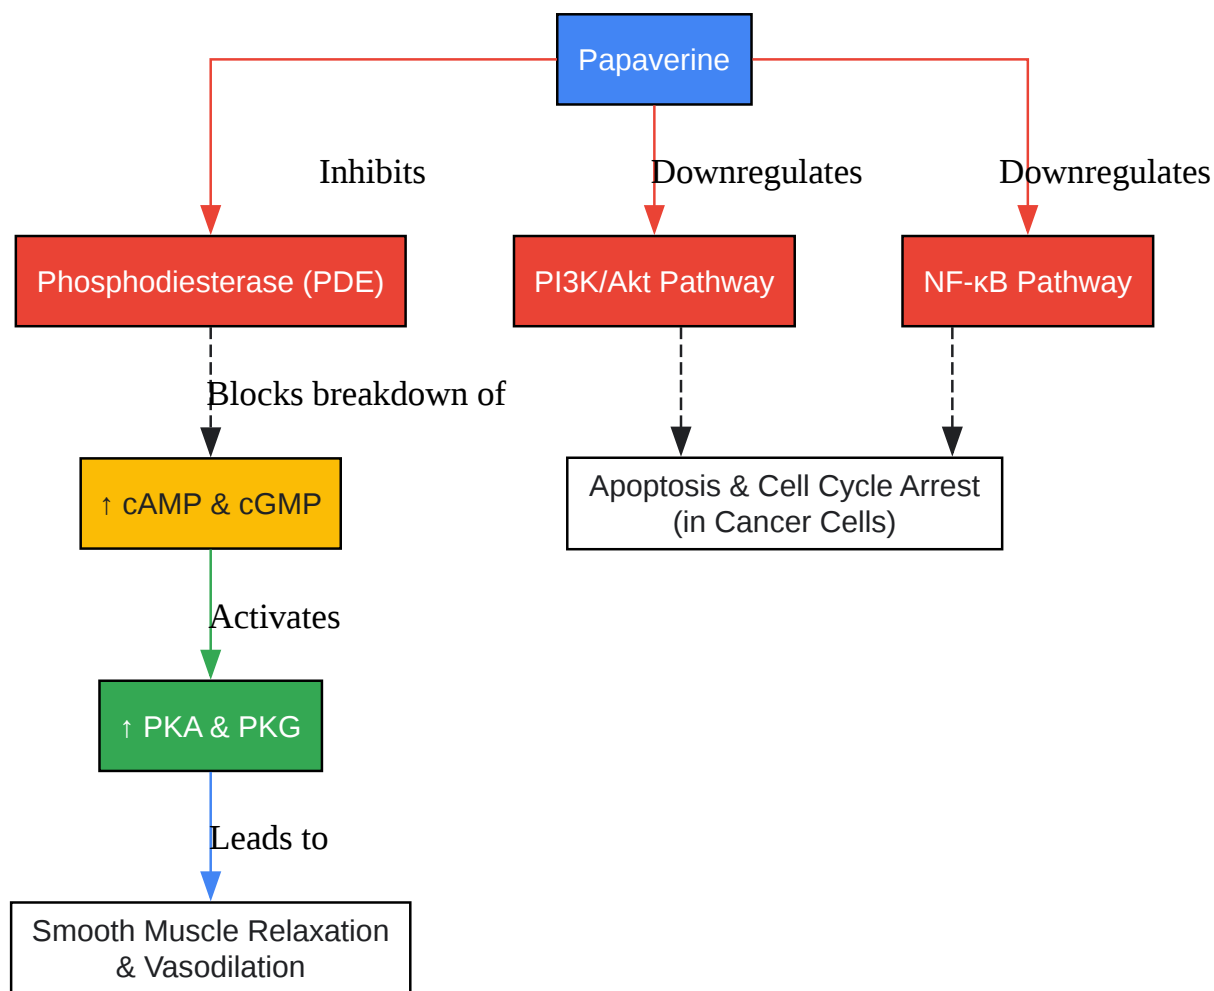 Papaverine
Inhibits
Downregulates
Downregulates
Phosphodiesterase (PDE)
PI3K/Akt Pathway
NF-κB Pathway
Blocks breakdown of
↑ cAMP & cGMP
Apoptosis & Cell Cycle Arrest
(in Cancer Cells)
Activates
↑ PKA & PKG
Leads to
Smooth Muscle Relaxation
& Vasodilation